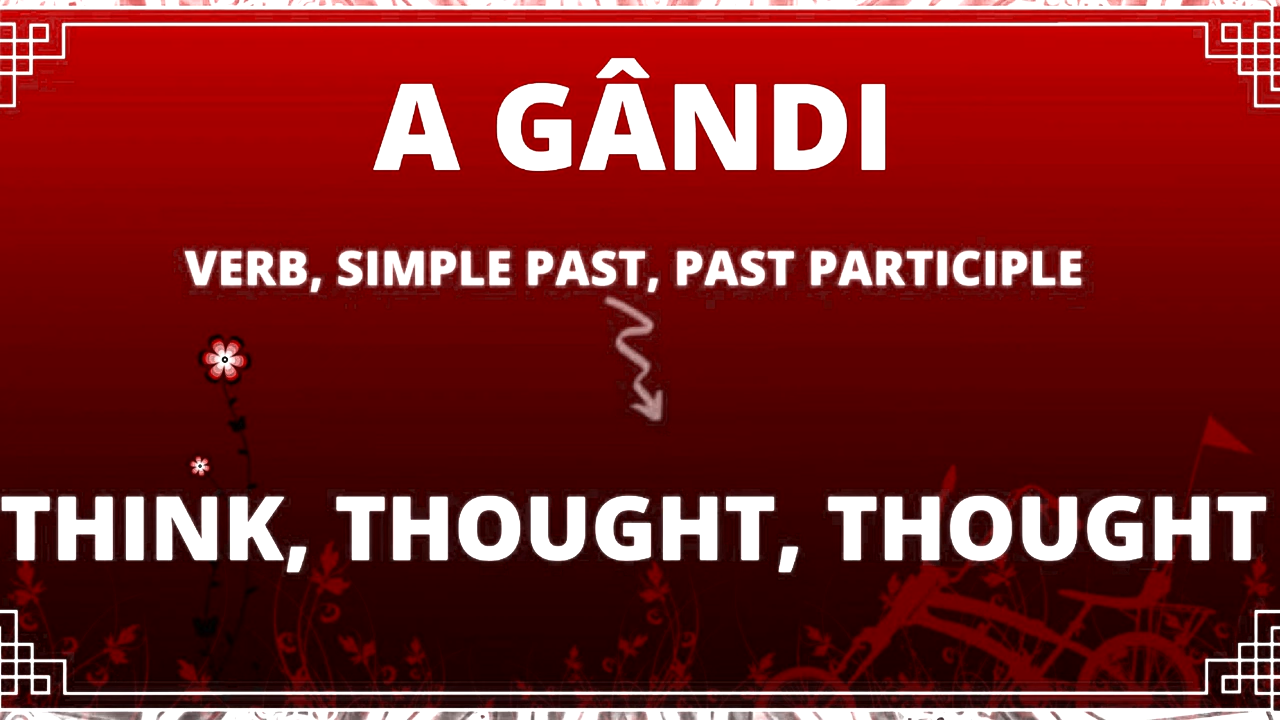 A GÂNDI
VERB, SIMPLE PAST, PAST PARTICIPLE
THINK, THOUGHT, THOUGHT